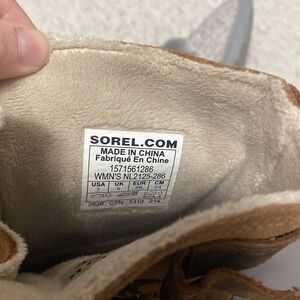 SOREL.COM
MADE IN CHINA
Fabriqué En Chine
1571561286
WMN'S NL2125-286
USA UK EUR CM